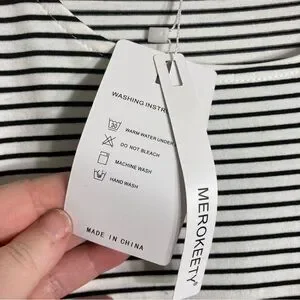 WASHING INSTR
WARM WATER UNDER
DO NOT BLEACH
MACHINE WASH
HAND WASH
MADE IN CHINA
MEROKEETY®